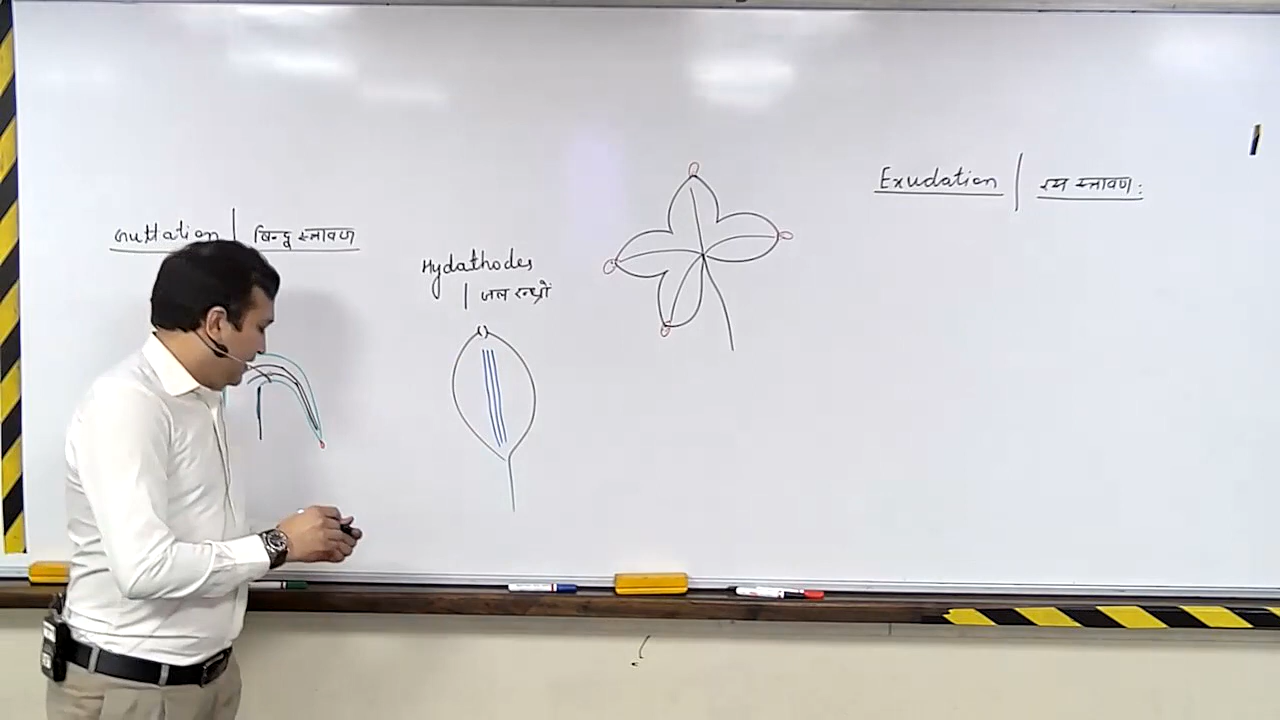 Guttation | बिन्दू स्त्रावण
Hydathodes
| जल रन्ध्रों
Exudation | रस स्त्रावण :